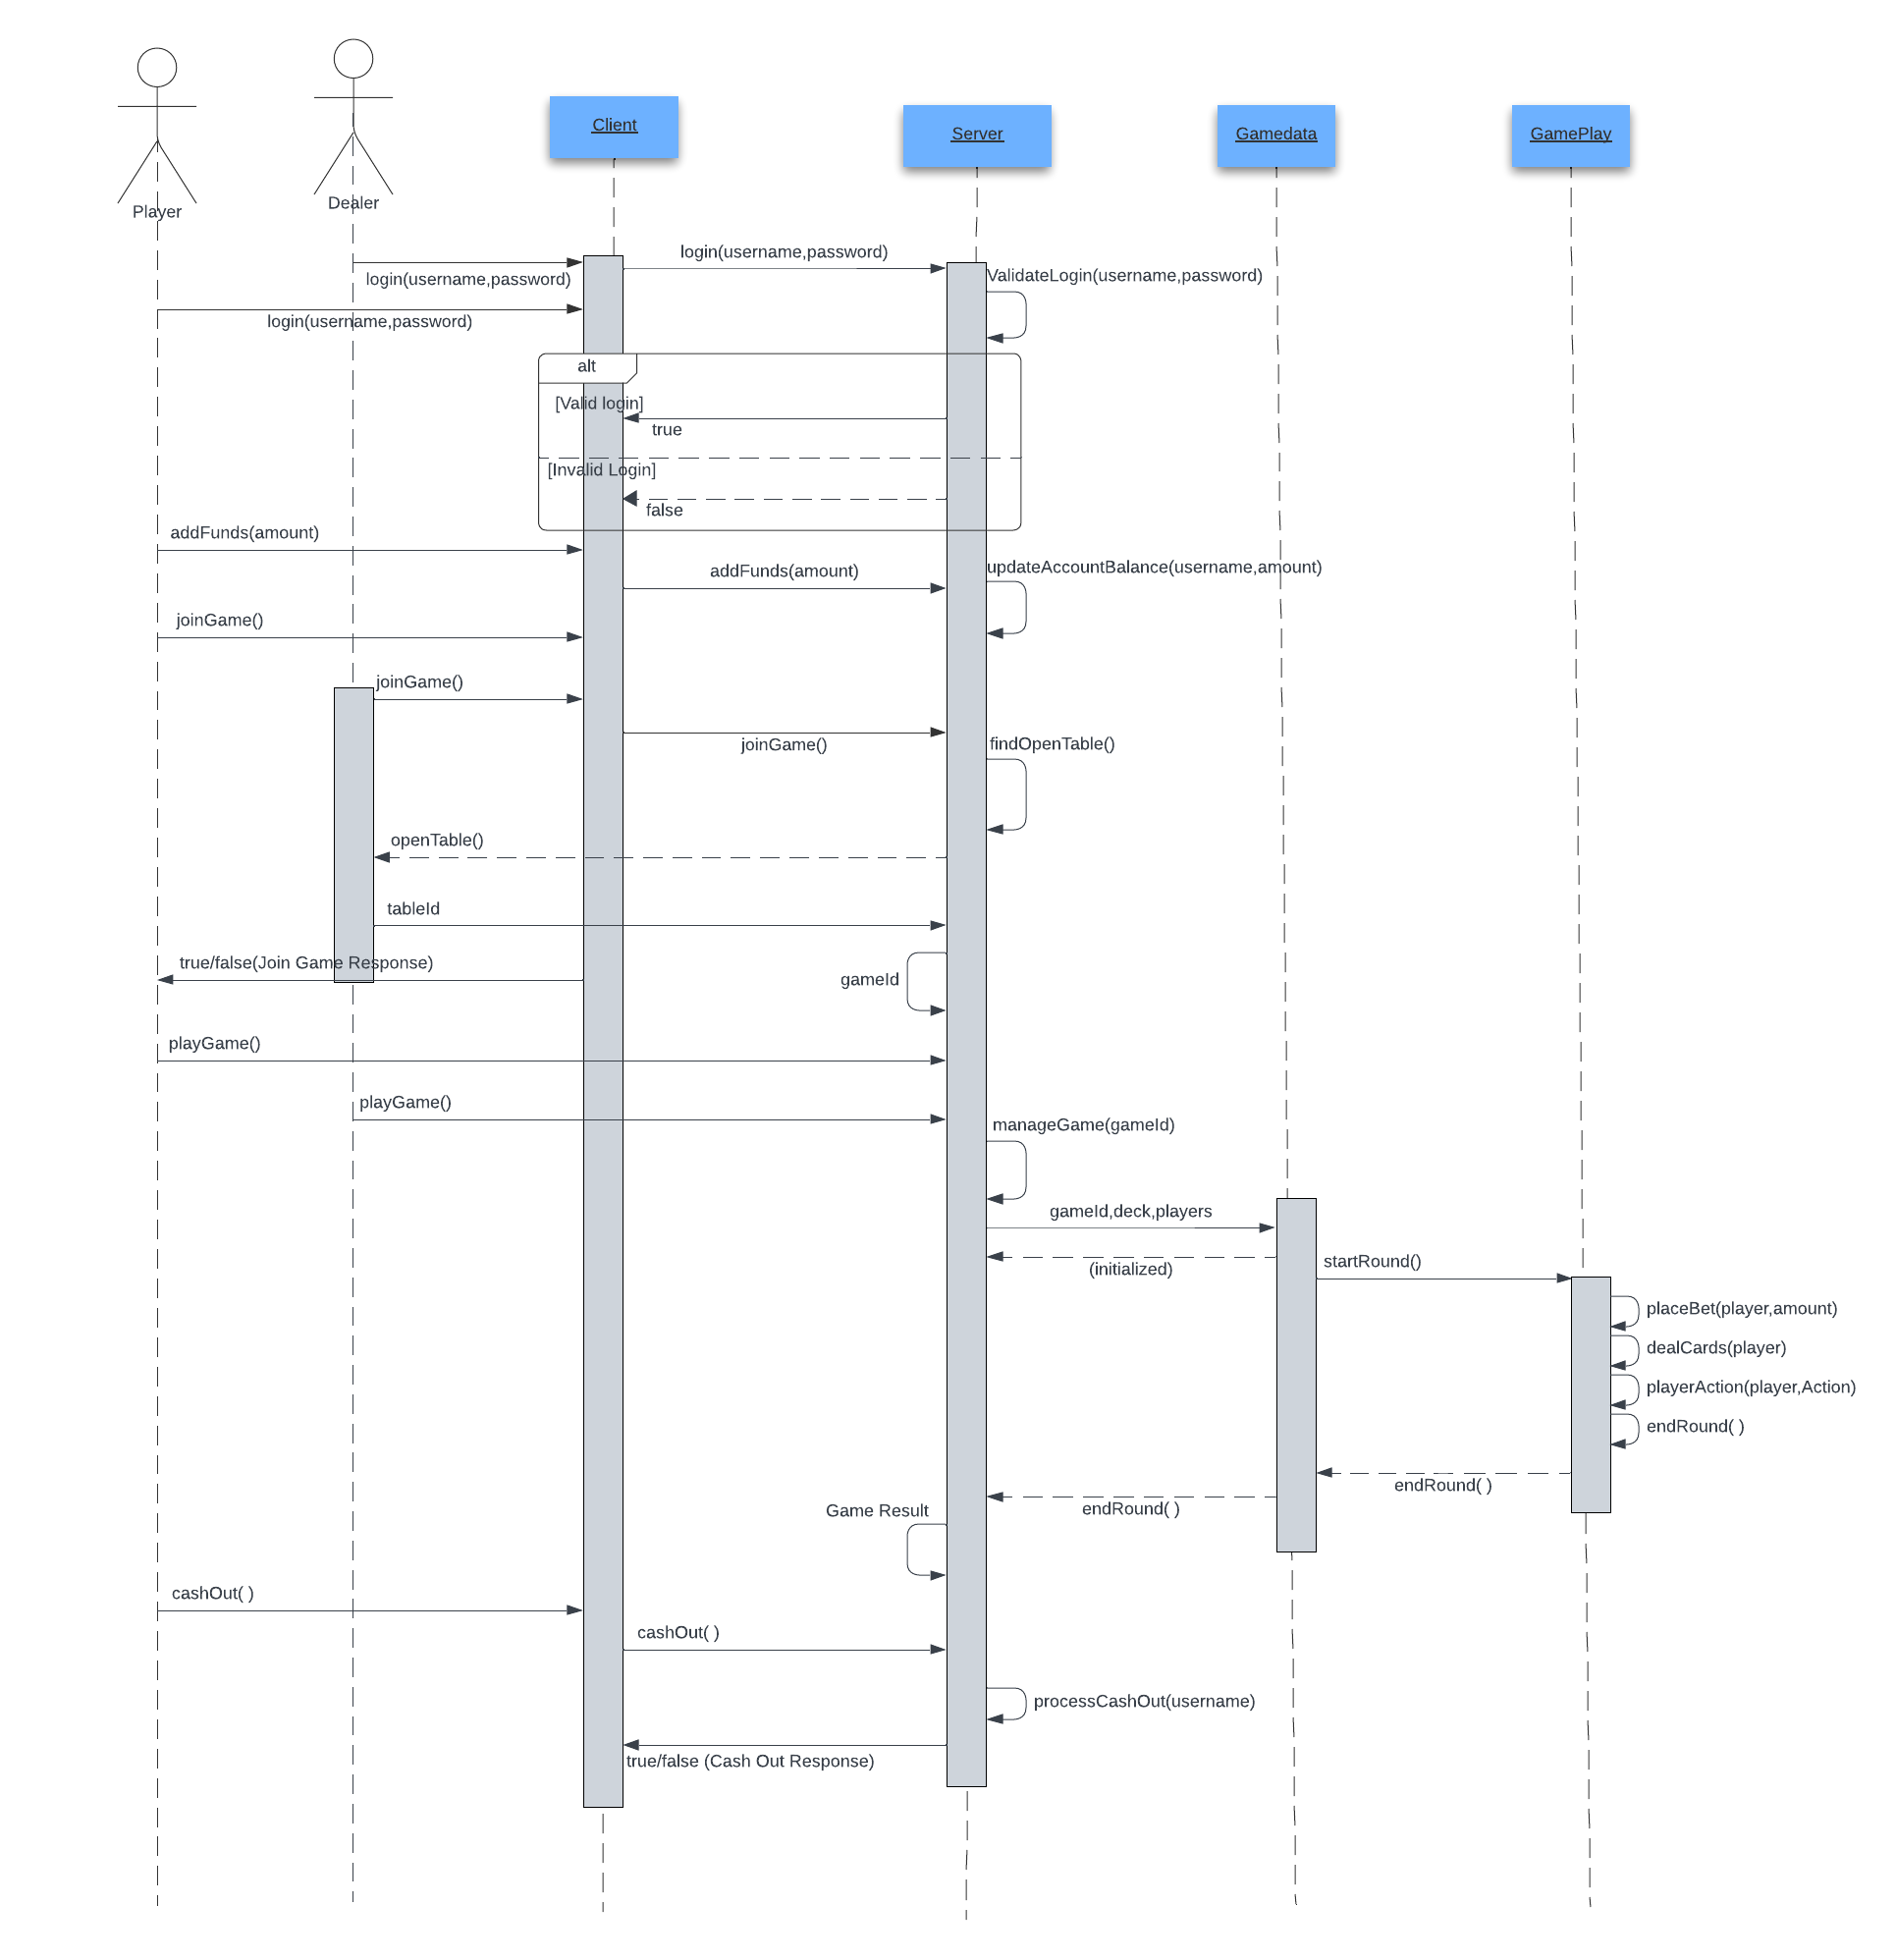 Client
Server
Gamedata
GamePlay
Dealer
Player
login(username,password)
ValidateLogin(username,password)
login(username,password)
login(username,password)
alt
[Valid login]
true
[Invalid Login]
false
addFunds(amount)
updateAccountBalance(username,amount)
addFunds(amount)
joinGame()
joinGame()
joinGame()
findOpenTable()
openTable()
tableId
true/false(Join Game Response)
gameId
playGame()
playGame()
manageGame(gameId)
gameId,deck,players
(initialized)
startRound()
placeBet(player,amount)
dealCards(player)
playerAction(player,Action)
endRound( )
endRound( )
endRound( )
Game Result
cashOut( )
cashOut( )
processCashOut(username)
true/false (Cash Out Response)